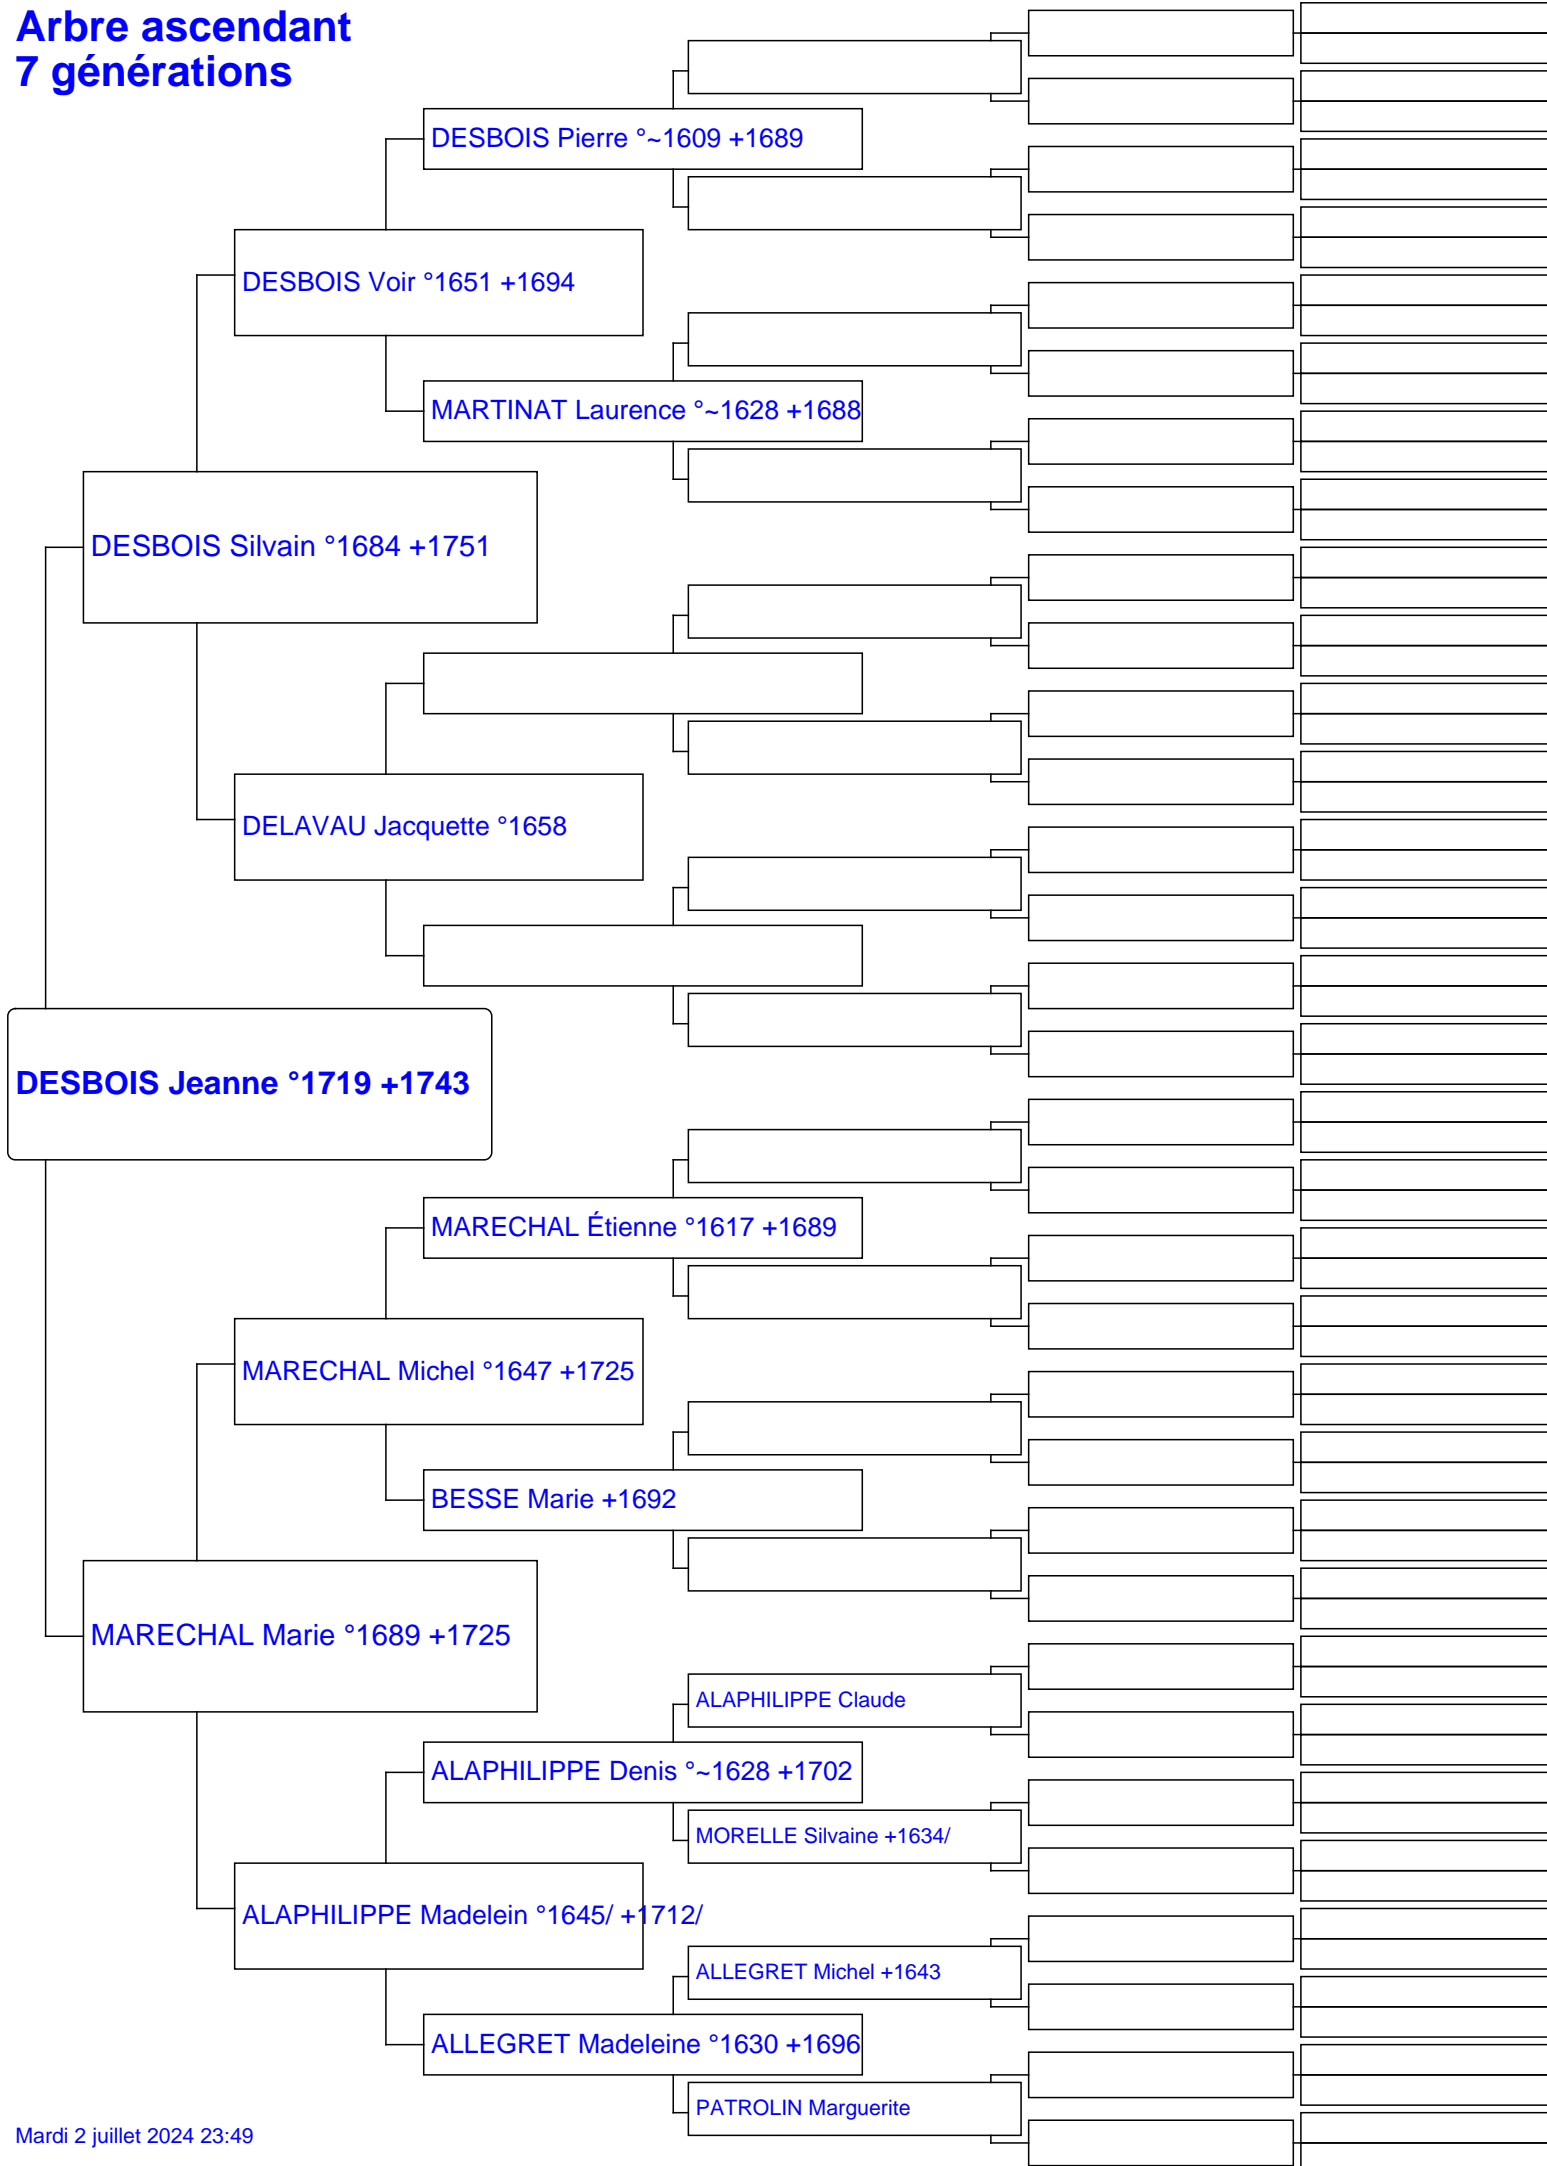 Arbre ascendant
7 générations
DESBOIS Pierre °~1609 +1689
DESBOIS Voir °1651 +1694
MARTINAT Laurence °~1628 +1688
DESBOIS Silvain °1684 +1751
DELAVAU Jacquette °1658
DESBOIS Jeanne °1719 +1743
MARECHAL Étienne °1617 +1689
MARECHAL Michel °1647 +1725
BESSE Marie +1692
MARECHAL Marie °1689 +1725
ALAPHILIPPE Claude
ALAPHILIPPE Denis °~1628 +1702
MORELLE Silvaine +1634/
ALAPHILIPPE Madelein °1645/ +1712/
ALLEGRET Michel +1643
ALLEGRET Madeleine °1630 +1696
PATROLIN Marguerite
Mardi 2 juillet 2024 23:49